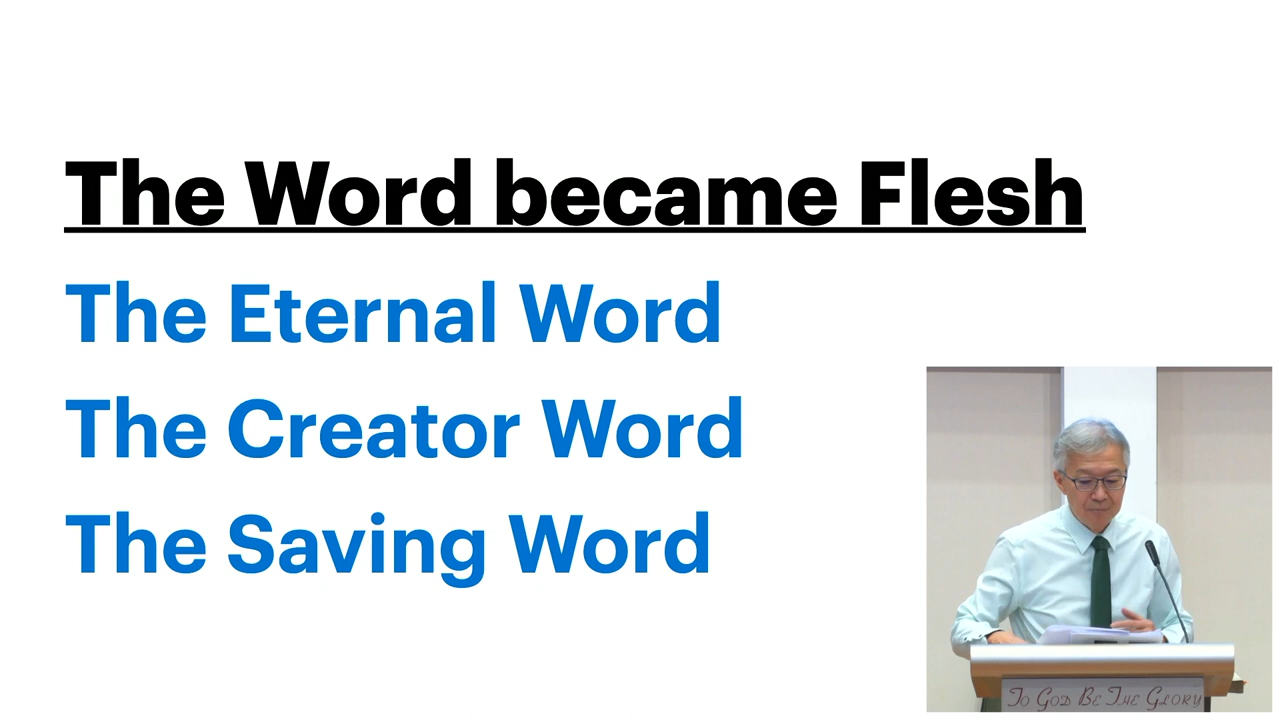 The Word became Flesh
The Eternal Word
The Creator Word
The Saving Word
To God Be The Glory